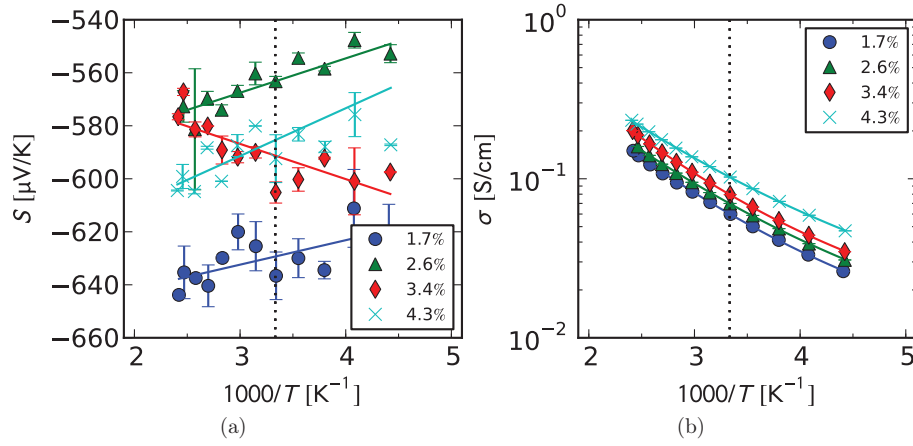 −540
−560
−580
−600
−620
−640
−660
S [µV/K]
2 3 4 5
1000/T [K⁻¹]
1.7%
2.6%
3.4%
4.3%
(a)
10⁰
10⁻¹
10⁻²
σ [S/cm]
2 3 4 5
1000/T [K⁻¹]
1.7%
2.6%
3.4%
4.3%
(b)